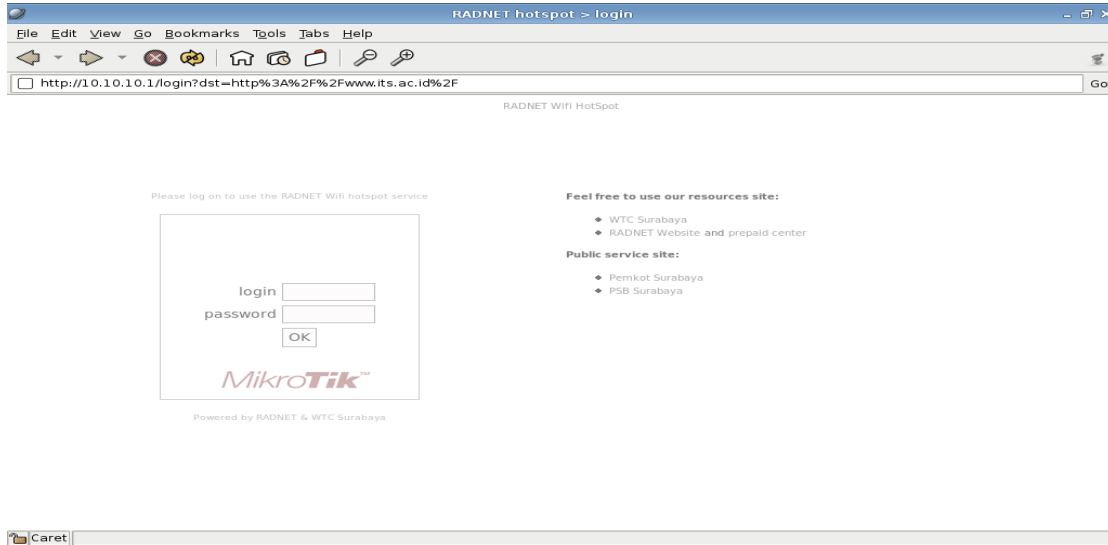 RADNET hotspot > login
File Edit View Go Bookmarks Tools Tabs Help
http://10.10.10.1/login?dst=http%3A%2F%2Fwww.its.ac.id%2F
Go
RADNET Wifi HotSpot
Please log on to use the RADNET Wifi hotspot service
login
password
OK
MikroTik™
Powered by RADNET & WTC Surabaya
Feel free to use our resources site:
WTC Surabaya
RADNET Website and prepaid center
Public service site:
Pemkot Surabaya
PSB Surabaya
Caret